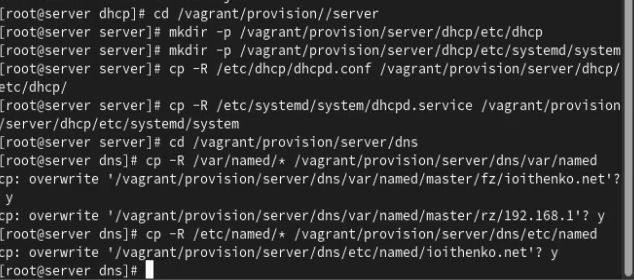 [root@server dhcp]# cd /vagrant/provision//server
[root@server server]# mkdir -p /vagrant/provision/server/dhcp/etc/dhcp
[root@server server]# mkdir -p /vagrant/provision/server/dhcp/etc/systemd/system
[root@server server]# cp -R /etc/dhcp/dhcpd.conf /vagrant/provision/server/dhcp/
etc/dhcp/
[root@server server]# cp -R /etc/systemd/system/dhcpd.service /vagrant/provision
/server/dhcp/etc/systemd/system
[root@server server]# cd /vagrant/provision/server/dns
[root@server dns]# cp -R /var/named/* /vagrant/provision/server/dns/var/named
cp: overwrite '/vagrant/provision/server/dns/var/named/master/fz/ioithenko.net'?
y
cp: overwrite '/vagrant/provision/server/dns/var/named/master/rz/192.168.1'? y
[root@server dns]# cp -R /etc/named/* /vagrant/provision/server/dns/etc/named
cp: overwrite '/vagrant/provision/server/dns/etc/named/ioithenko.net'? y
[root@server dns]#